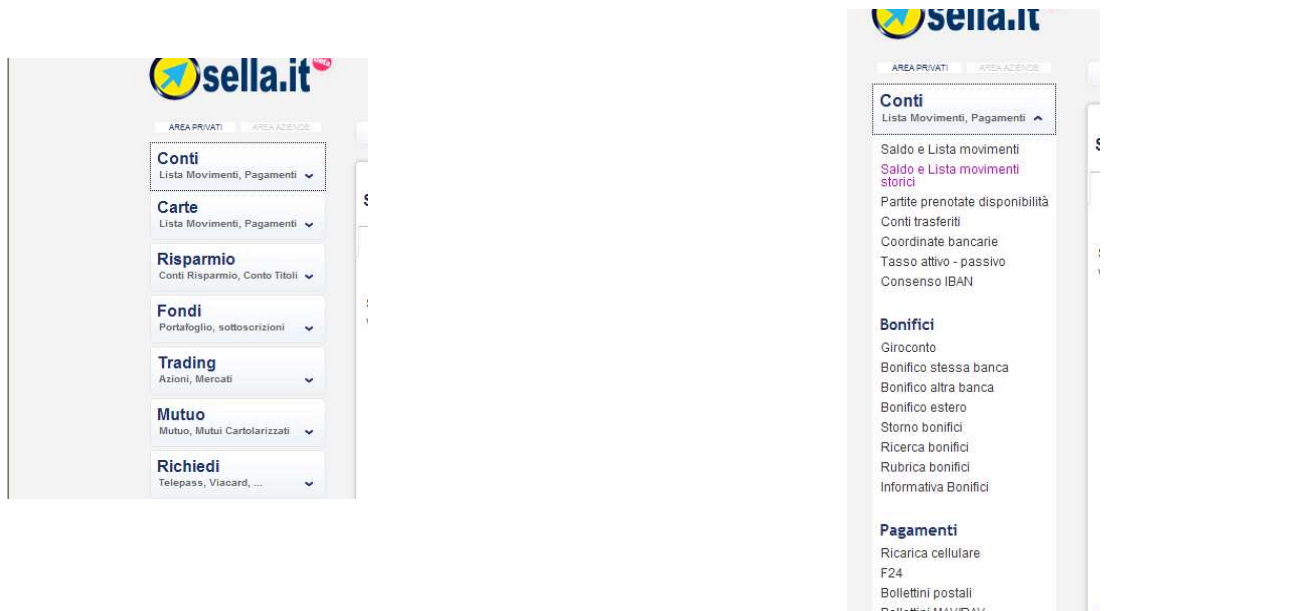 sella.it beta
AREA PRIVATI AREA AZIENDE
Conti
Lista Movimenti, Pagamenti
Carte
Lista Movimenti, Pagamenti
Risparmio
Conti Risparmio, Conto Titoli
Fondi
Portafoglio, sottoscrizioni
Trading
Azioni, Mercati
Mutuo
Mutuo, Mutui Cartolarizzati
Richiedi
Telepass, Viacard, ...
sella.it
AREA PRIVATI AREA AZIENDE
Conti
Lista Movimenti, Pagamenti
Saldo e Lista movimenti
Saldo e Lista movimenti
storici
Partite prenotate disponibilità
Conti trasferiti
Coordinate bancarie
Tasso attivo - passivo
Consenso IBAN
Bonifici
Giroconto
Bonifico stessa banca
Bonifico altra banca
Bonifico estero
Storno bonifici
Ricerca bonifici
Rubrica bonifici
Informativa Bonifici
Pagamenti
Ricarica cellulare
F24
Bollettini postali